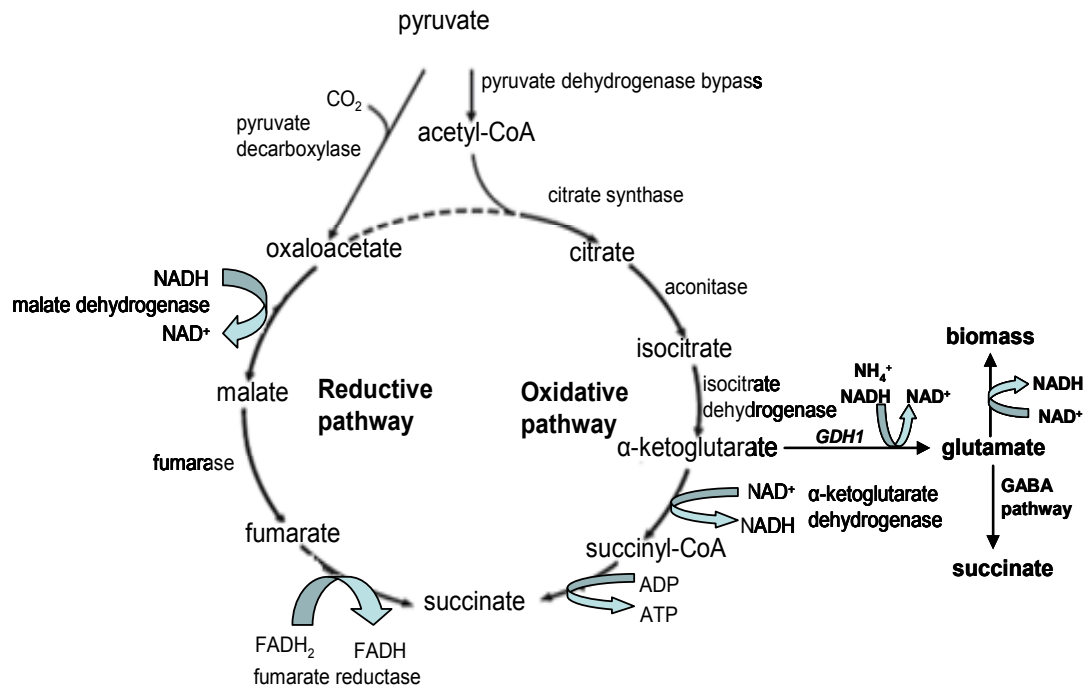 pyruvate
pyruvate dehydrogenase bypass
CO₂
pyruvate
decarboxylase
acetyl-CoA
citrate synthase
oxaloacetate
citrate
NADH
malate dehydrogenase
NAD⁺
aconitase
isocitrate
malate
Reductive
pathway
Oxidative
pathway
isocitrate
dehydrogenase
NH₄⁺
NADH
NAD⁺
biomass
NADH
NAD⁺
α-ketoglutarate
GDH1
glutamate
fumarase
NAD⁺
NADH
α-ketoglutarate
dehydrogenase
GABA
pathway
fumarate
succinyl-CoA
succinate
succinate
ADP
ATP
FADH₂
FADH
fumarate reductase